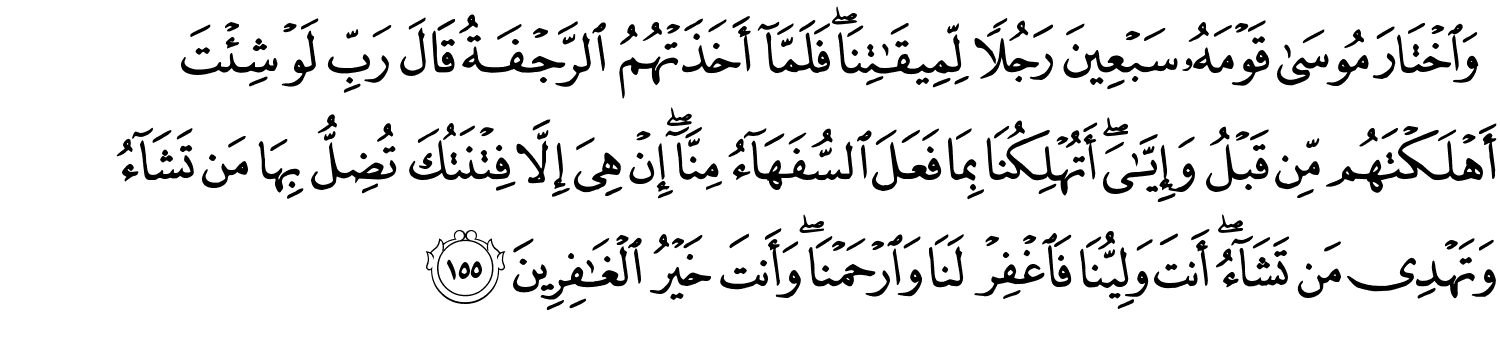 وَٱخۡتَارَ مُوسَىٰ قَوۡمَهُۥ سَبۡعِينَ رَجُلٗا لِّمِيقَٰتِنَاۖ فَلَمَّآ أَخَذَتۡهُمُ ٱلرَّجۡفَةُ قَالَ رَبِّ لَوۡ شِئۡتَ
أَهۡلَكۡتَهُم مِّن قَبۡلُ وَإِيَّٰيَۖ أَتُهۡلِكُنَا بِمَا فَعَلَ ٱلسُّفَهَآءُ مِنَّآۖ إِنۡ هِيَ إِلَّا فِتۡنَتُكَ تُضِلُّ بِهَا مَن تَشَآءُ
وَتَهۡدِي مَن تَشَآءُۖ أَنتَ وَلِيُّنَا فَٱغۡفِرۡ لَنَا وَٱرۡحَمۡنَاۖ وَأَنتَ خَيۡرُ ٱلۡغَٰفِرِينَ ١٥٥